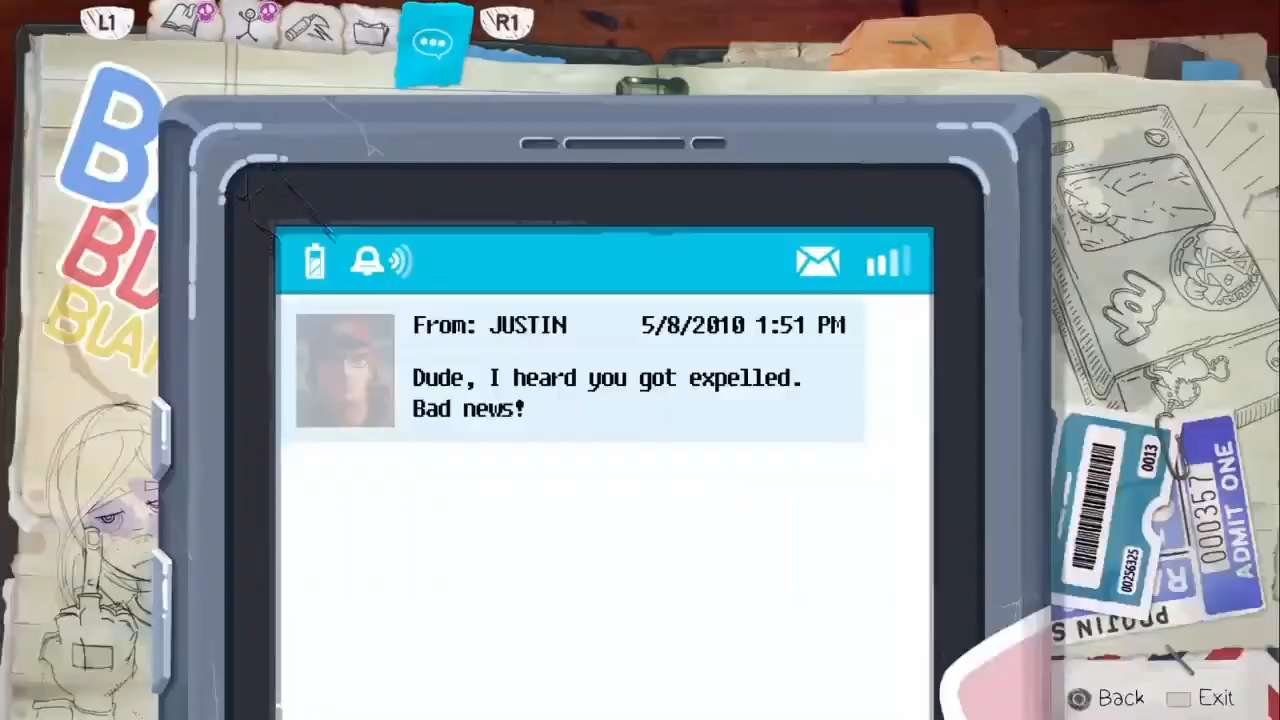 L1
R1
From: JUSTIN 5/8/2010 1:51 PM
Dude, I heard you got expelled.
Bad news!
0013
00256325
000357
ADMIT ONE
Back
Exit